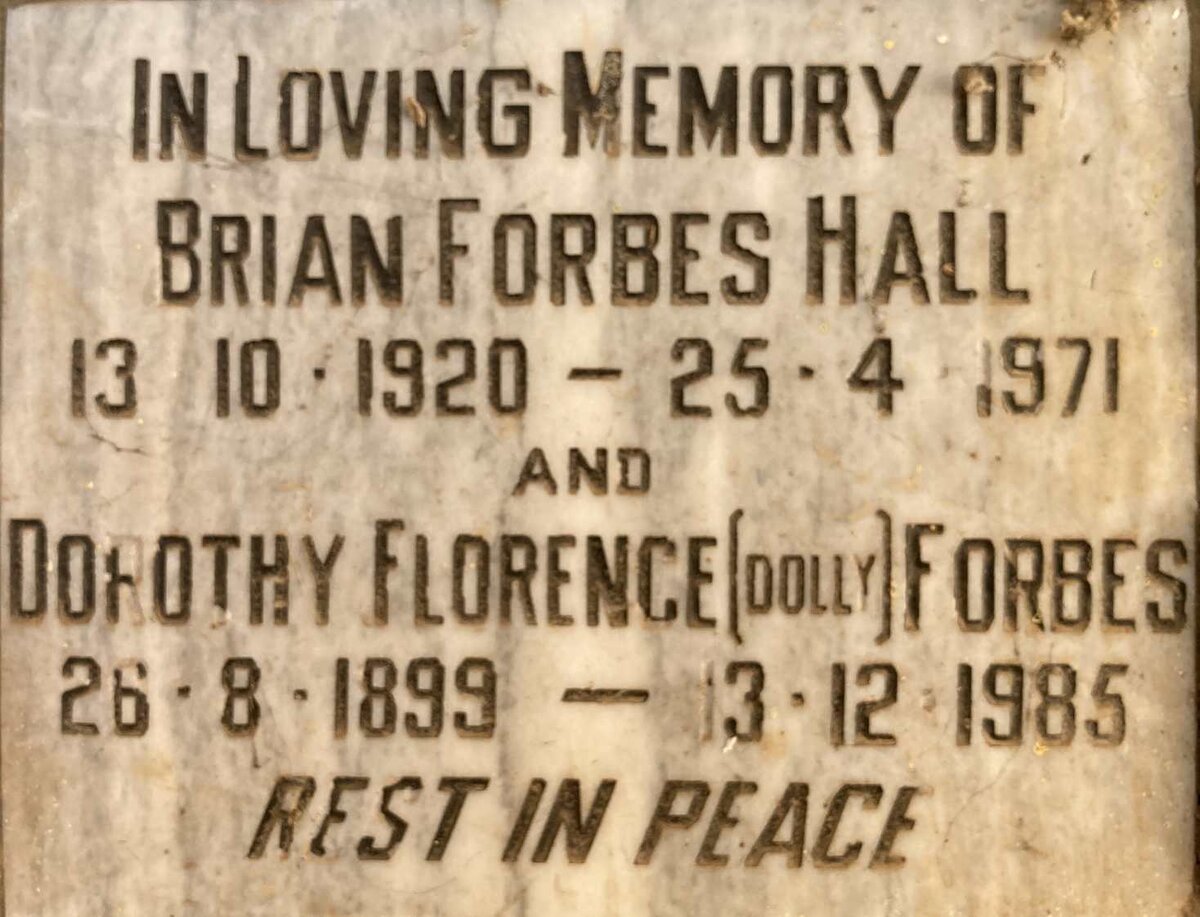 IN LOVING MEMORY OF
BRIAN FORBES HALL
13 10 · 1920 — 25 · 4 1971
AND
DOROTHY FLORENCE (DOLLY) FORBES
26 · 8 · 1899 — 13 · 12 1985
REST IN PEACE